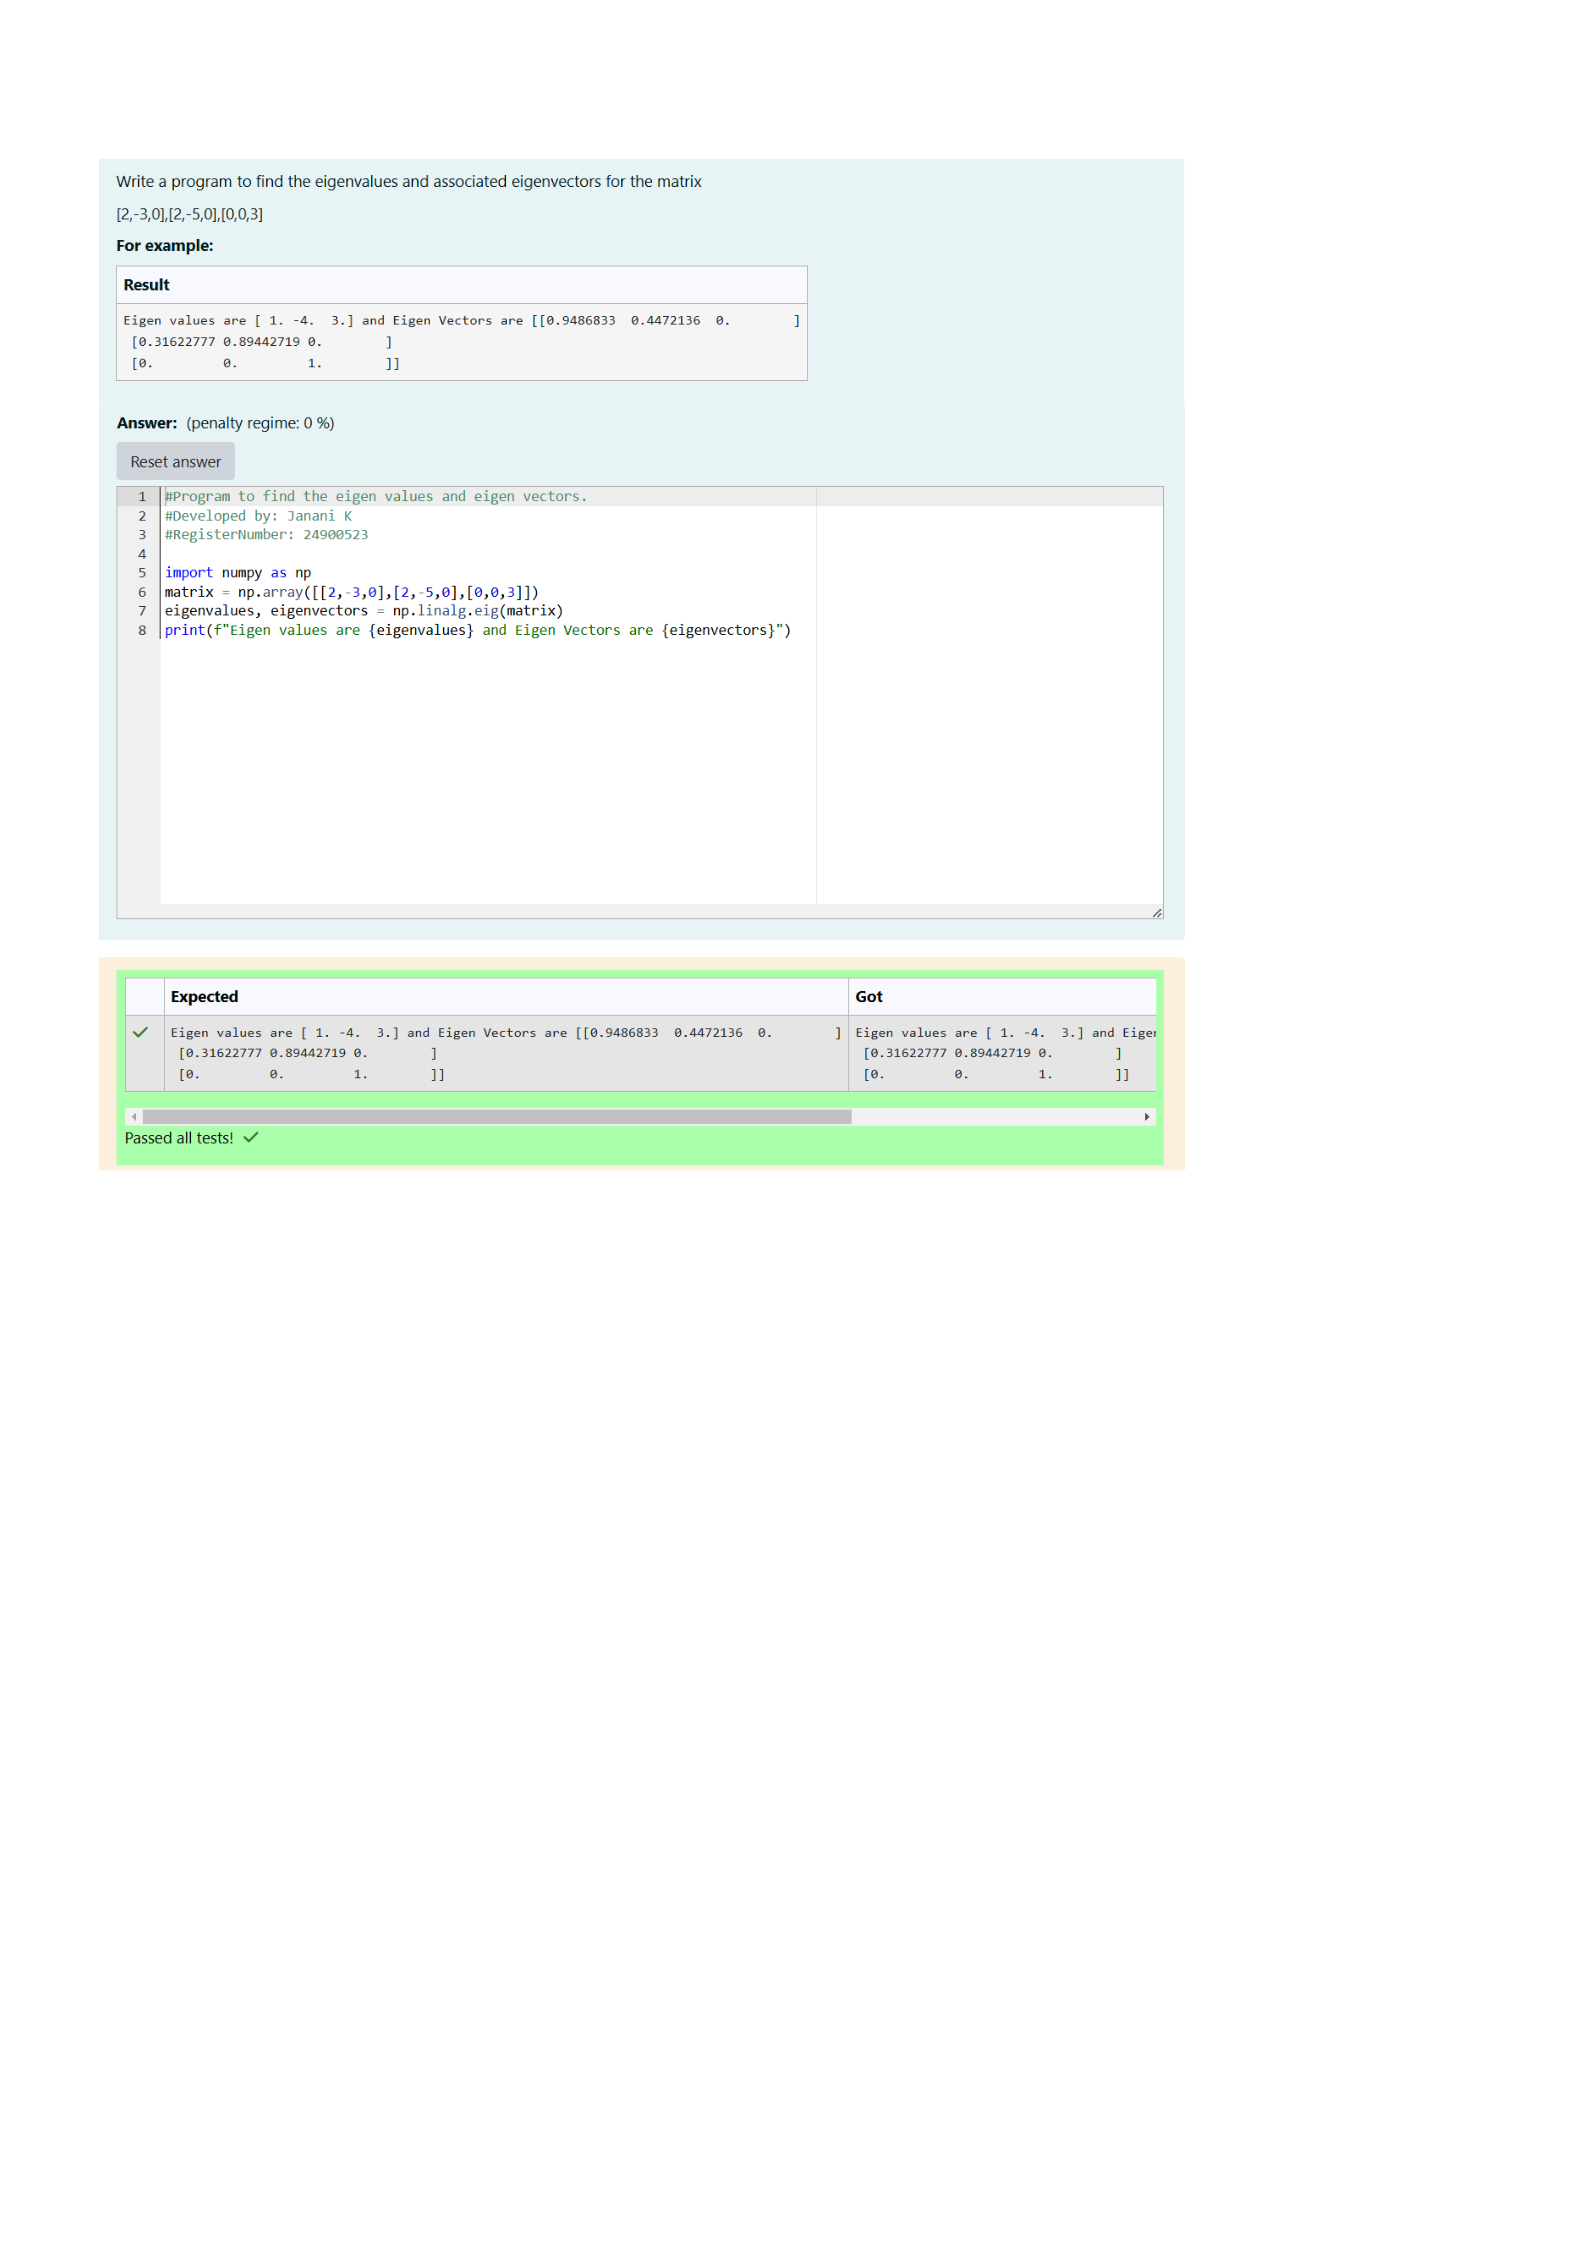 Write a program to find the eigenvalues and associated eigenvectors for the matrix
[2,-3,0],[2,-5,0],[0,0,3]
For example:
Result
Eigen values are [ 1. -4.  3.] and Eigen Vectors are [[0.9486833  0.4472136  0.        ]
 [0.31622777 0.89442719 0.        ]
 [0.         0.         1.        ]]
Answer: (penalty regime: 0 %)
Reset answer
1 #Program to find the eigen values and eigen vectors.
2 #Developed by: Janani K
3 #RegisterNumber: 24900523
4
5 import numpy as np
6 matrix = np.array([[2,-3,0],[2,-5,0],[0,0,3]])
7 eigenvalues, eigenvectors = np.linalg.eig(matrix)
8 print(f"Eigen values are {eigenvalues} and Eigen Vectors are {eigenvectors}")
Expected Got
Eigen values are [ 1. -4.  3.] and Eigen Vectors are [[0.9486833  0.4472136  0.        ] Eigen values are [ 1. -4.  3.] and Eiger
 [0.31622777 0.89442719 0.        ] [0.31622777 0.89442719 0.        ]
 [0.         0.         1.        ]] [0.         0.         1.        ]]
Passed all tests!